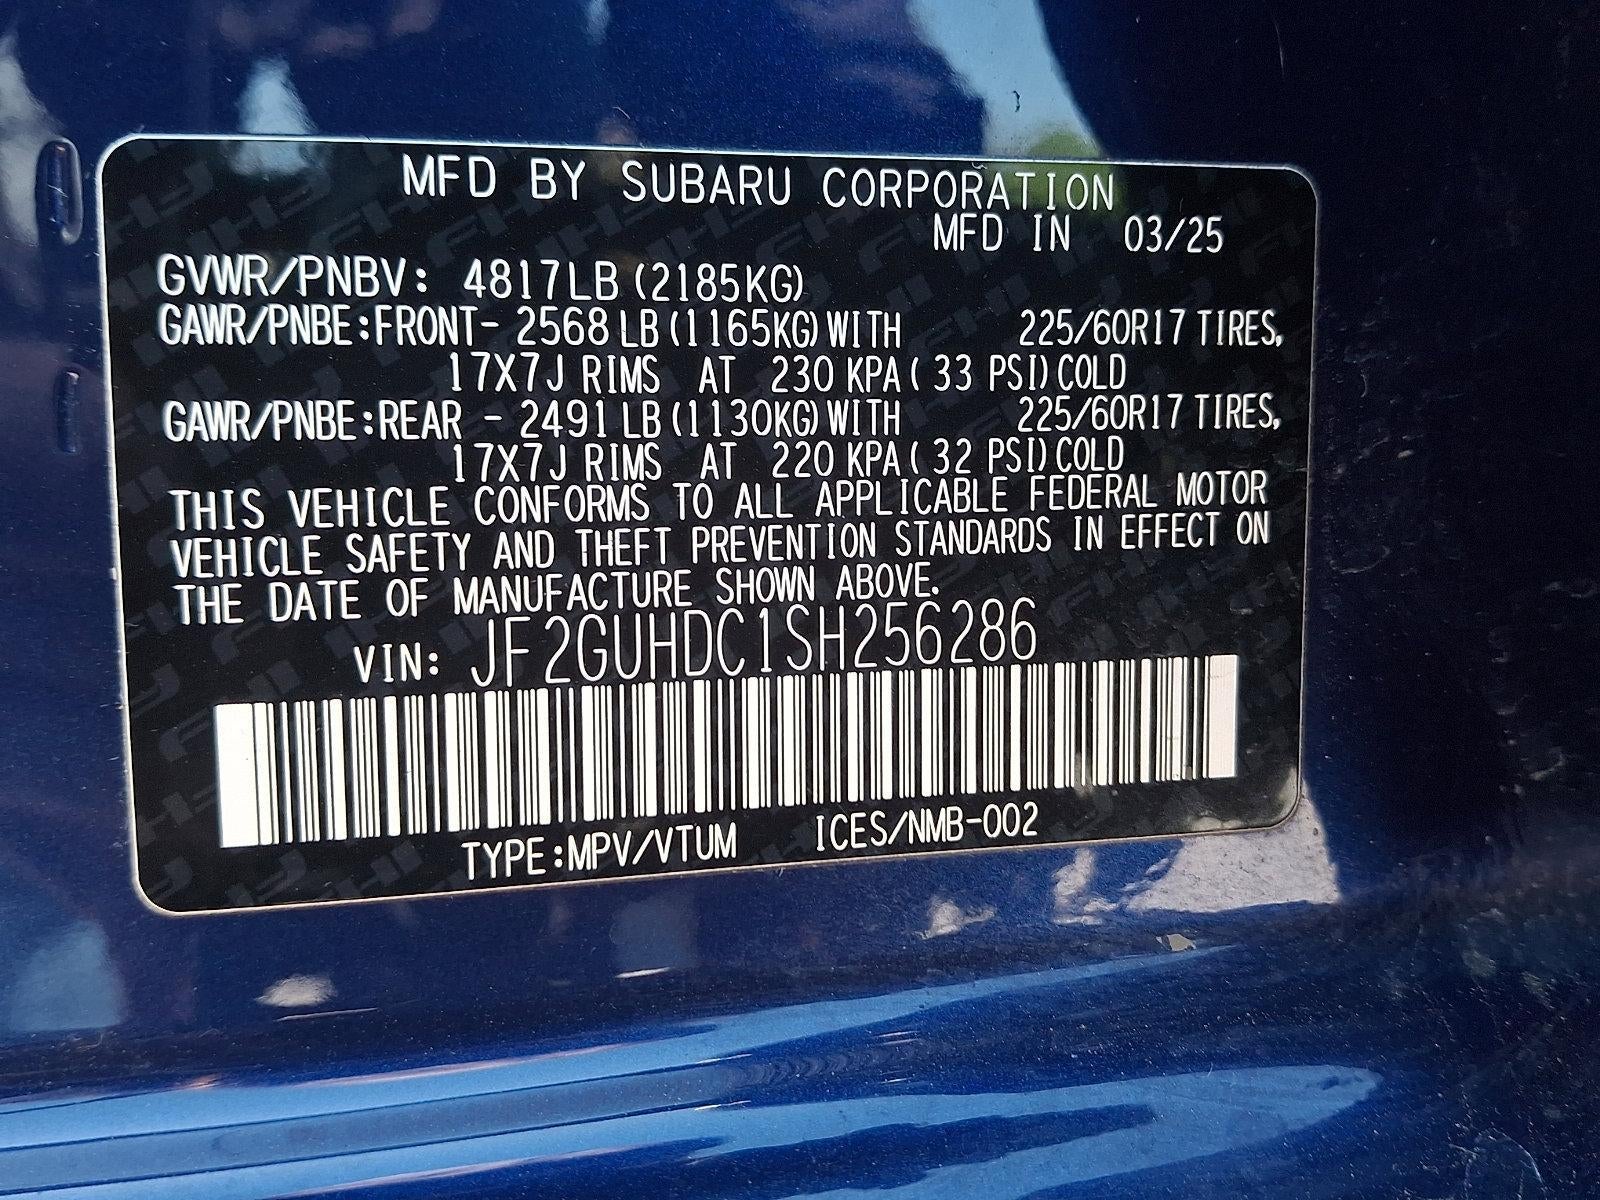 MFD BY SUBARU CORPORATION
MFD IN 03/25
GVWR/PNBV: 4817LB (2185KG)
GAWR/PNBE:FRONT- 2568 LB (1165KG) WITH 225/60R17 TIRES,
17X7J RIMS AT 230 KPA( 33 PSI) COLD
GAWR/PNBE:REAR - 2491 LB (1130KG) WITH 225/60R17 TIRES,
17X7J RIMS AT 220 KPA( 32 PSI) COLD
THIS VEHICLE CONFORMS TO ALL APPLICABLE FEDERAL MOTOR
VEHICLE SAFETY AND THEFT PREVENTION STANDARDS IN EFFECT ON
THE DATE OF MANUFACTURE SHOWN ABOVE.
VIN: JF2GUHDC1SH256286
TYPE:MPV/VTUM ICES/NMB-002